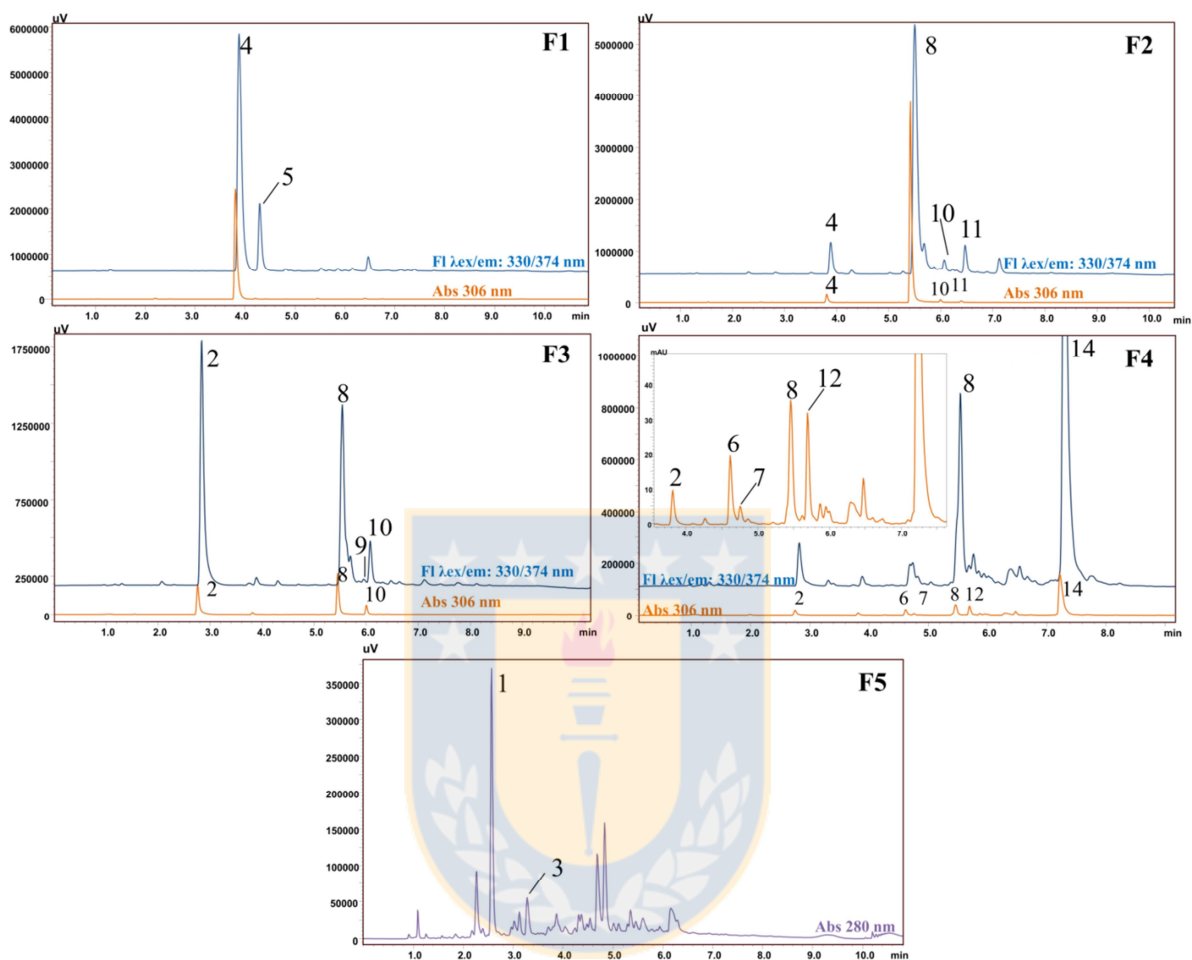 uV
F1
6000000
5000000
4000000
3000000
2000000
1000000
0
4
5
Fl λex/em: 330/374 nm
Abs 306 nm
1.0 2.0 3.0 4.0 5.0 6.0 7.0 8.0 9.0 10.0 min
uV
F2
5000000
4000000
3000000
2000000
1000000
0
8
4
10
11
Fl λex/em: 330/374 nm
4
10 11
Abs 306 nm
1.0 2.0 3.0 4.0 5.0 6.0 7.0 8.0 9.0 10.0 min
uV
F3
1750000
1250000
750000
250000
0
2
8
9
10
Fl λex/em: 330/374 nm
2
8
10
Abs 306 nm
1.0 2.0 3.0 4.0 5.0 6.0 7.0 8.0 9.0 min
uV
F4
1000000
800000
600000
400000
200000
0
mAU
40
30
20
10
0
2
6
7
8
12
4.0 5.0 6.0 7.0
8
14
Fl λex/em: 330/374 nm
Abs 306 nm
2
6
7
8
12
14
1.0 2.0 3.0 4.0 5.0 6.0 7.0 8.0 min
uV
F5
350000
300000
250000
200000
150000
100000
50000
0
1
3
Abs 280 nm
1.0 2.0 3.0 4.0 5.0 6.0 7.0 8.0 9.0 10.0 min